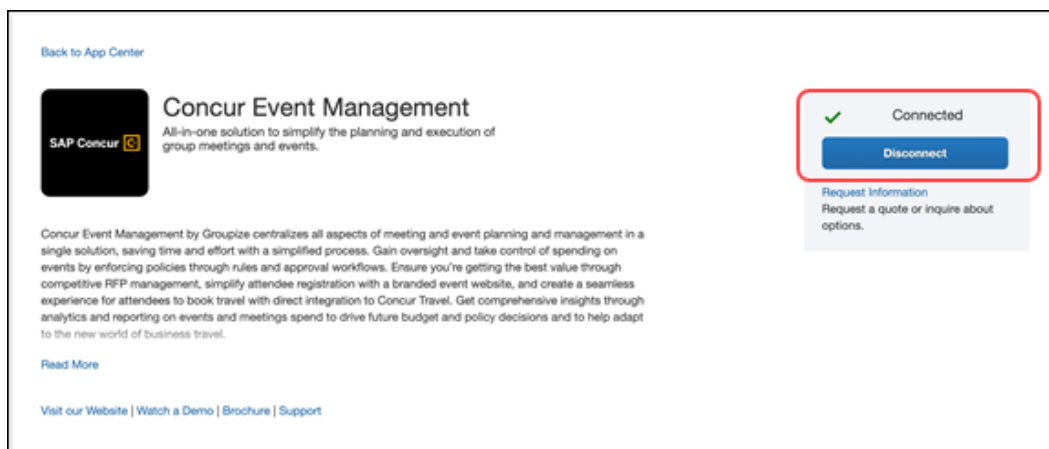 Back to App Center
SAP Concur C
Concur Event Management
All-in-one solution to simplify the planning and execution of
group meetings and events.
Connected
Disconnect
Request Information
Request a quote or inquire about
options.
Concur Event Management by Groupize centralizes all aspects of meeting and event planning and management in a
single solution, saving time and effort with a simplified process. Gain oversight and take control of spending on
events by enforcing policies through rules and approval workflows. Ensure you're getting the best value through
competitive RFP management, simplify attendee registration with a branded event website, and create a seamless
experience for attendees to book travel with direct integration to Concur Travel. Get comprehensive insights through
analytics and reporting on events and meetings spend to drive future budget and policy decisions and to help adapt
to the new world of business travel.
Read More
Visit our Website | Watch a Demo | Brochure | Support